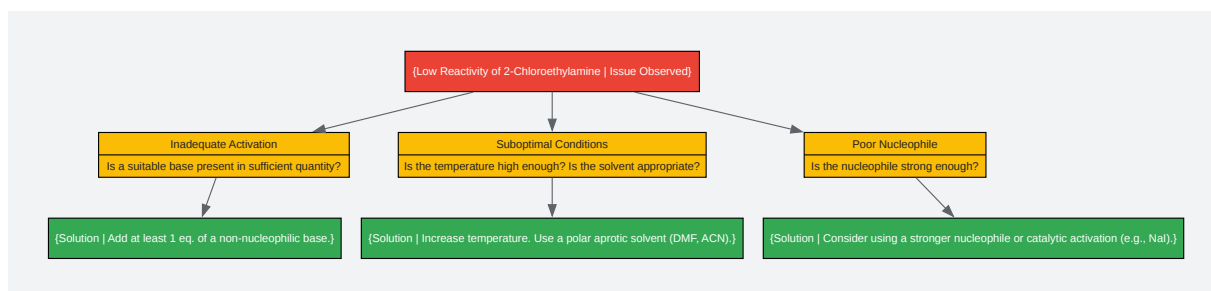 {Low Reactivity of 2-Chloroethylamine | Issue Observed}
Inadequate Activation
Is a suitable base present in sufficient quantity?
Suboptimal Conditions
Is the temperature high enough? Is the solvent appropriate?
Poor Nucleophile
Is the nucleophile strong enough?
{Solution | Add at least 1 eq. of a non-nucleophilic base.}
{Solution | Increase temperature. Use a polar aprotic solvent (DMF, ACN).}
{Solution | Consider using a stronger nucleophile or catalytic activation (e.g., NaI).}